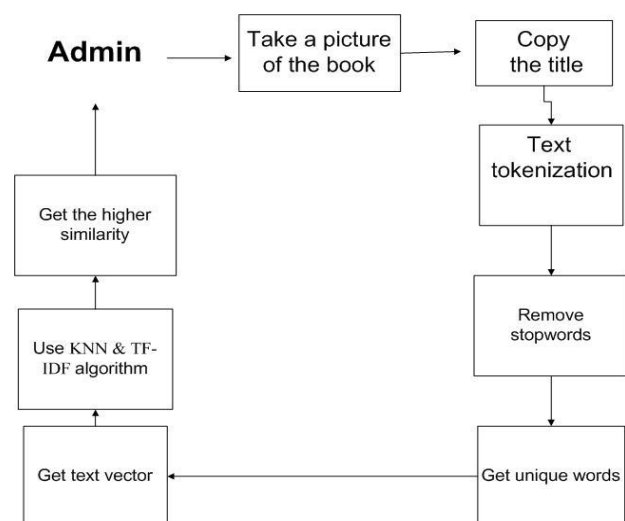 Admin
Take a picture
of the book
Copy
the title
Text
tokenization
Remove
stopwords
Get unique words
Get text vector
Use KNN & TF-
IDF algorithm
Get the higher
similarity